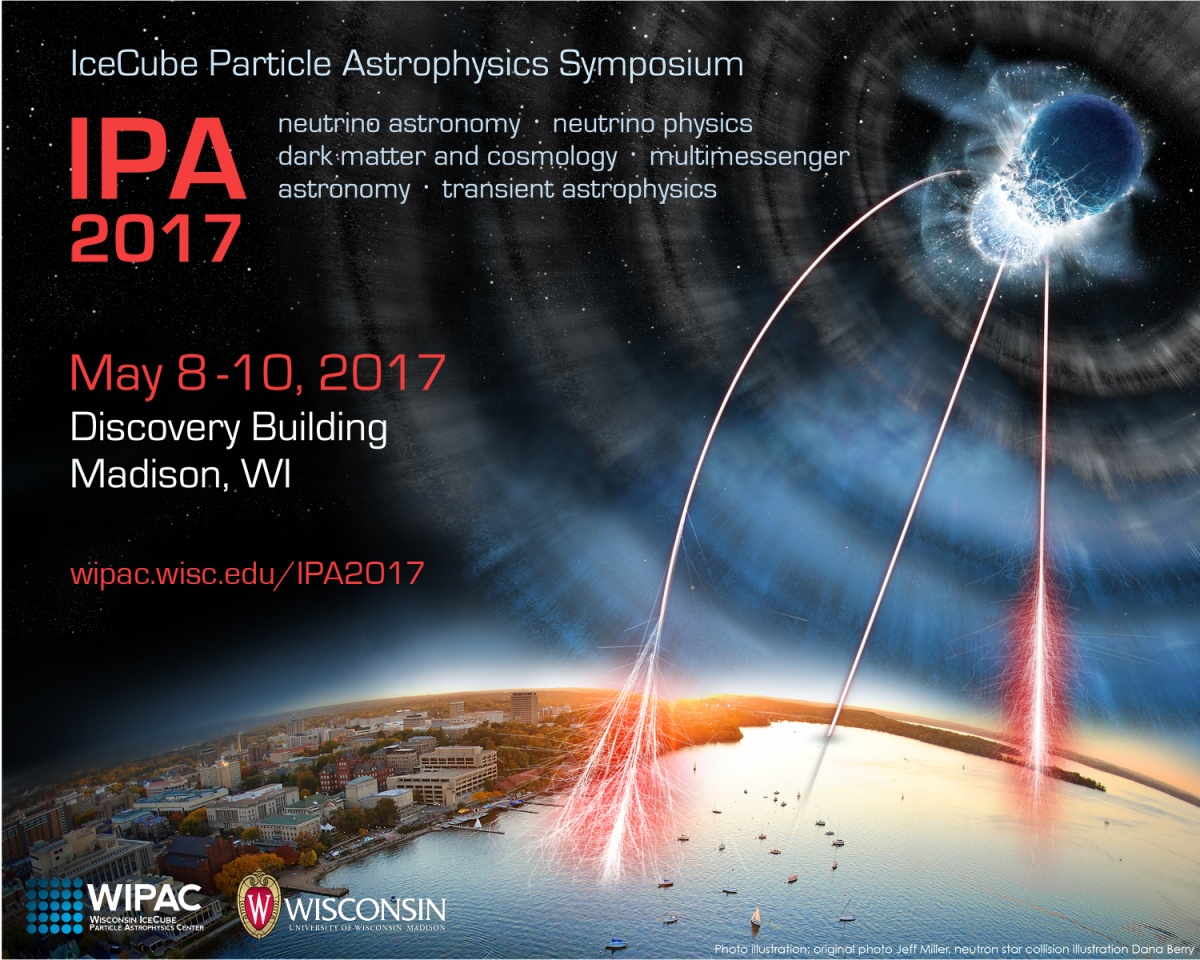 IceCube Particle Astrophysics Symposium
IPA
2017
neutrino astronomy · neutrino physics
dark matter and cosmology · multimessenger
astronomy · transient astrophysics
May 8-10, 2017
Discovery Building
Madison, WI
wipac.wisc.edu/IPA2017
WIPAC
Wisconsin IceCube
Particle Astrophysics Center
W
WISCONSIN
UNIVERSITY OF WISCONSIN-MADISON
Photo illustration; original photo Jeff Miller, neutron star collision illustration Dana Berry